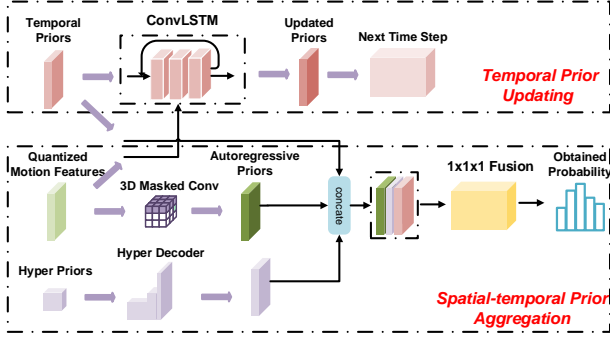 Temporal
Priors
ConvLSTM
Updated
Priors
Next Time Step
Temporal Prior
Updating
Quantized
Motion Features
3D Masked Conv
Autoregressive
Priors
concate
1x1x1 Fusion
Obtained
Probability
Hyper Priors
Hyper Decoder
Spatial-temporal Prior
Aggregation